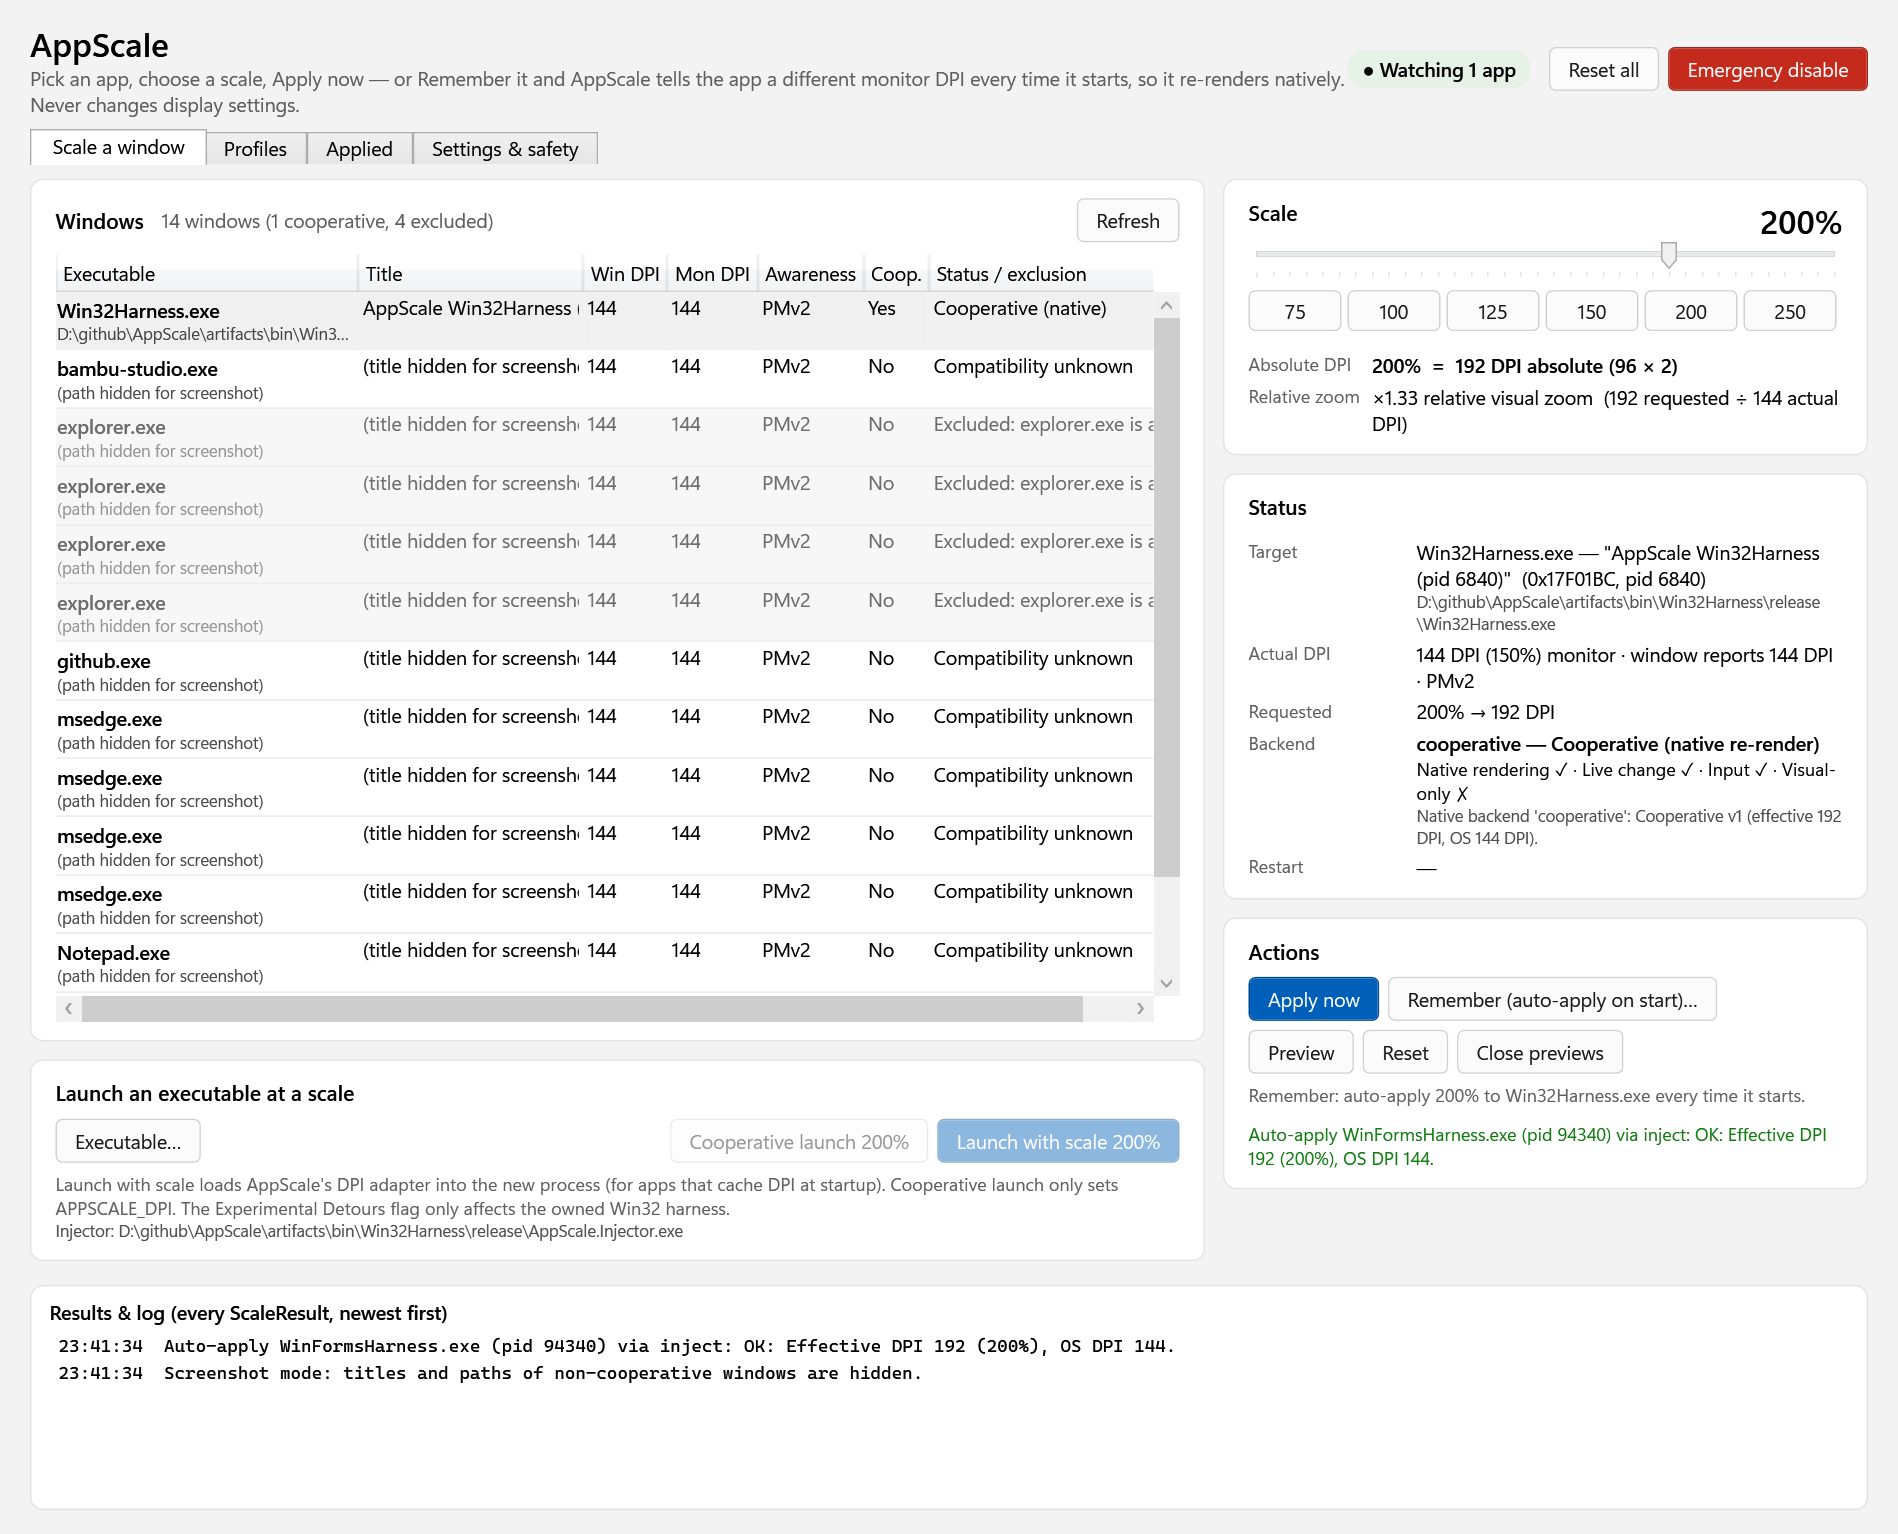 AppScale
Pick an app, choose a scale, Apply now — or Remember it and AppScale tells the app a different monitor DPI every time it starts, so it re-renders natively.
Never changes display settings.
● Watching 1 app
Reset all
Emergency disable
Scale a window
Profiles
Applied
Settings & safety
Windows 14 windows (1 cooperative, 4 excluded)
Refresh
Executable Title Win DPI Mon DPI Awareness Coop. Status / exclusion
Win32Harness.exe AppScale Win32Harness ( 144 144 PMv2 Yes Cooperative (native)
D:\github\AppScale\artifacts\bin\Win3...
bambu-studio.exe (title hidden for screensh 144 144 PMv2 No Compatibility unknown
(path hidden for screenshot)
explorer.exe (title hidden for screensh 144 144 PMv2 No Excluded: explorer.exe is a
(path hidden for screenshot)
explorer.exe (title hidden for screensh 144 144 PMv2 No Excluded: explorer.exe is a
(path hidden for screenshot)
explorer.exe (title hidden for screensh 144 144 PMv2 No Excluded: explorer.exe is a
(path hidden for screenshot)
explorer.exe (title hidden for screensh 144 144 PMv2 No Excluded: explorer.exe is a
(path hidden for screenshot)
github.exe (title hidden for screensh 144 144 PMv2 No Compatibility unknown
(path hidden for screenshot)
msedge.exe (title hidden for screensh 144 144 PMv2 No Compatibility unknown
(path hidden for screenshot)
msedge.exe (title hidden for screensh 144 144 PMv2 No Compatibility unknown
(path hidden for screenshot)
msedge.exe (title hidden for screensh 144 144 PMv2 No Compatibility unknown
(path hidden for screenshot)
msedge.exe (title hidden for screensh 144 144 PMv2 No Compatibility unknown
(path hidden for screenshot)
Notepad.exe (title hidden for screensh 144 144 PMv2 No Compatibility unknown
(path hidden for screenshot)
Launch an executable at a scale
Executable...
Cooperative launch 200%
Launch with scale 200%
Launch with scale loads AppScale's DPI adapter into the new process (for apps that cache DPI at startup). Cooperative launch only sets
APPSCALE_DPI. The Experimental Detours flag only affects the owned Win32 harness.
Injector: D:\github\AppScale\artifacts\bin\Win32Harness\release\AppScale.Injector.exe
Scale
200%
75 100 125 150 200 250
Absolute DPI 200% = 192 DPI absolute (96 × 2)
Relative zoom ×1.33 relative visual zoom (192 requested ÷ 144 actual
DPI)
Status
Target Win32Harness.exe — "AppScale Win32Harness
(pid 6840)" (0x17F01BC, pid 6840)
D:\github\AppScale\artifacts\bin\Win32Harness\release
\Win32Harness.exe
Actual DPI 144 DPI (150%) monitor · window reports 144 DPI
· PMv2
Requested 200% → 192 DPI
Backend cooperative — Cooperative (native re-render)
Native rendering ✓ · Live change ✓ · Input ✓ · Visual-
only ✗
Native backend 'cooperative': Cooperative v1 (effective 192
DPI, OS 144 DPI).
Restart —
Actions
Apply now
Remember (auto-apply on start)...
Preview
Reset
Close previews
Remember: auto-apply 200% to Win32Harness.exe every time it starts.
Auto-apply WinFormsHarness.exe (pid 94340) via inject: OK: Effective DPI
192 (200%), OS DPI 144.
Results & log (every ScaleResult, newest first)
23:41:34 Auto-apply WinFormsHarness.exe (pid 94340) via inject: OK: Effective DPI 192 (200%), OS DPI 144.
23:41:34 Screenshot mode: titles and paths of non-cooperative windows are hidden.